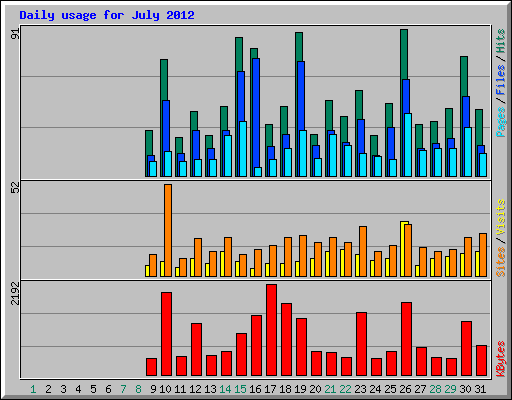 Daily usage for July 2012
91
52
2192
Pages / Files / Hits
Sites / Visits
KBytes
1 2 3 4 5 6 7 8 9 10 11 12 13 14 15 16 17 18 19 20 21 22 23 24 25 26 27 28 29 30 31